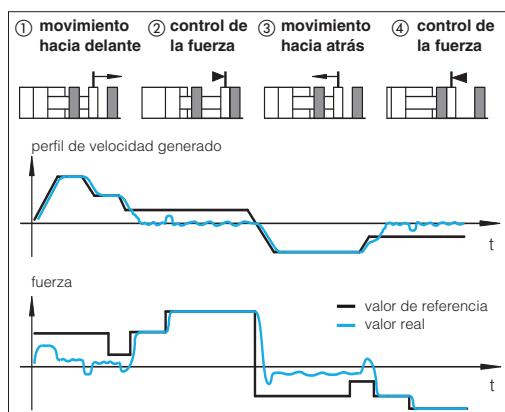 ① movimiento
hacia delante
② control de
la fuerza
③ movimiento
hacia atrás
④ control de
la fuerza
perfil de velocidad generado
t
fuerza
valor de referencia
valor real
t